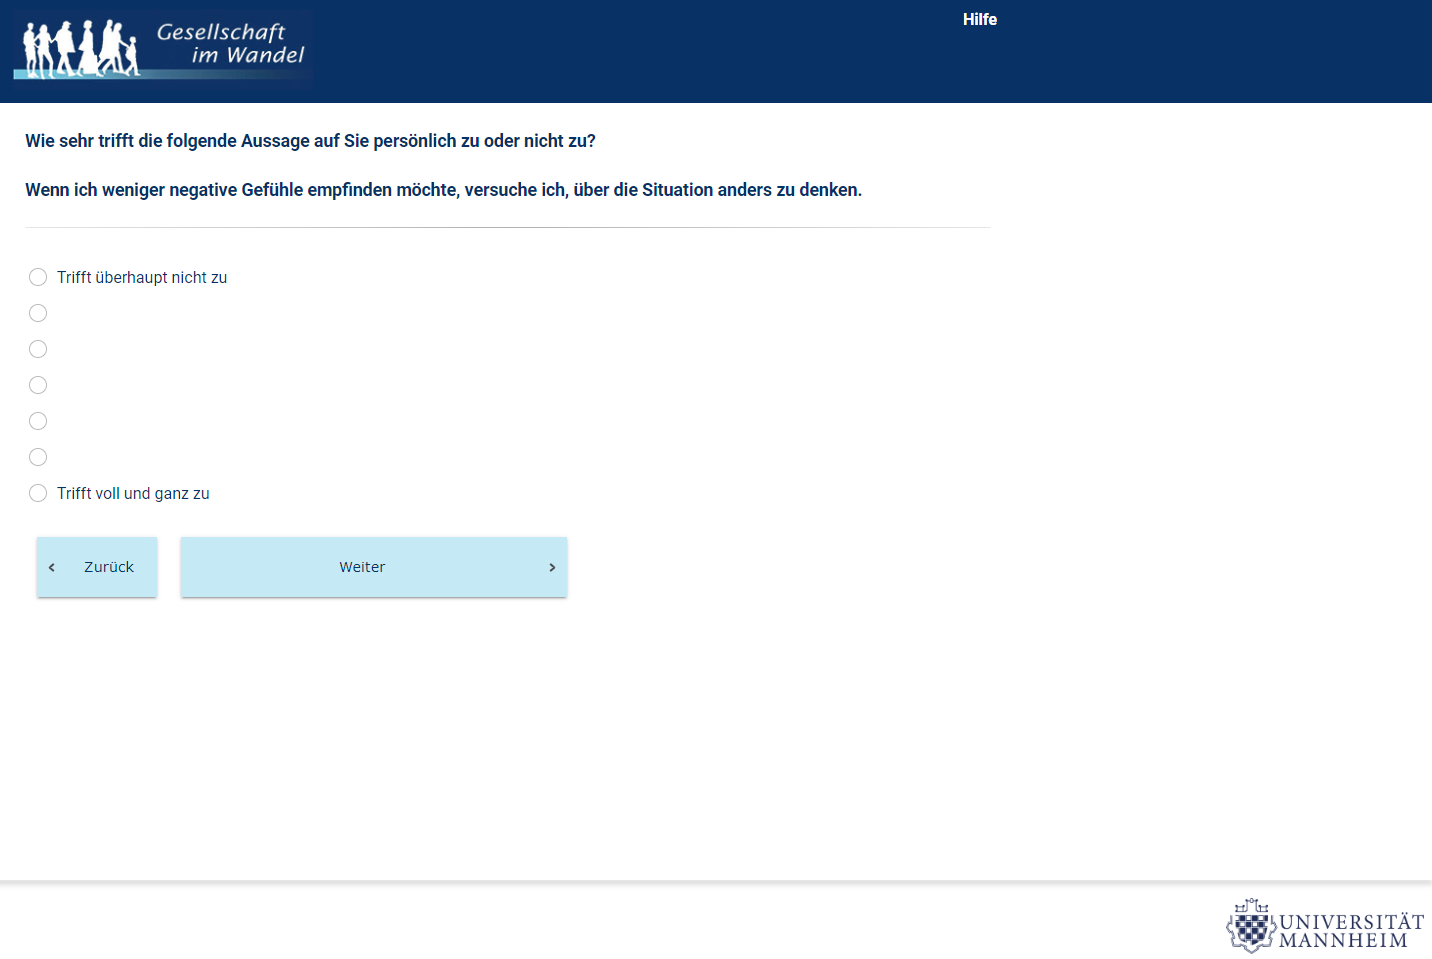 Gesellschaft
im Wandel
Hilfe
Wie sehr trifft die folgende Aussage auf Sie persönlich zu oder nicht zu?
Wenn ich weniger negative Gefühle empfinden möchte, versuche ich, über die Situation anders zu denken.
Trifft überhaupt nicht zu
Trifft voll und ganz zu
Zurück
Weiter
UNIVERSITÄT
MANNHEIM